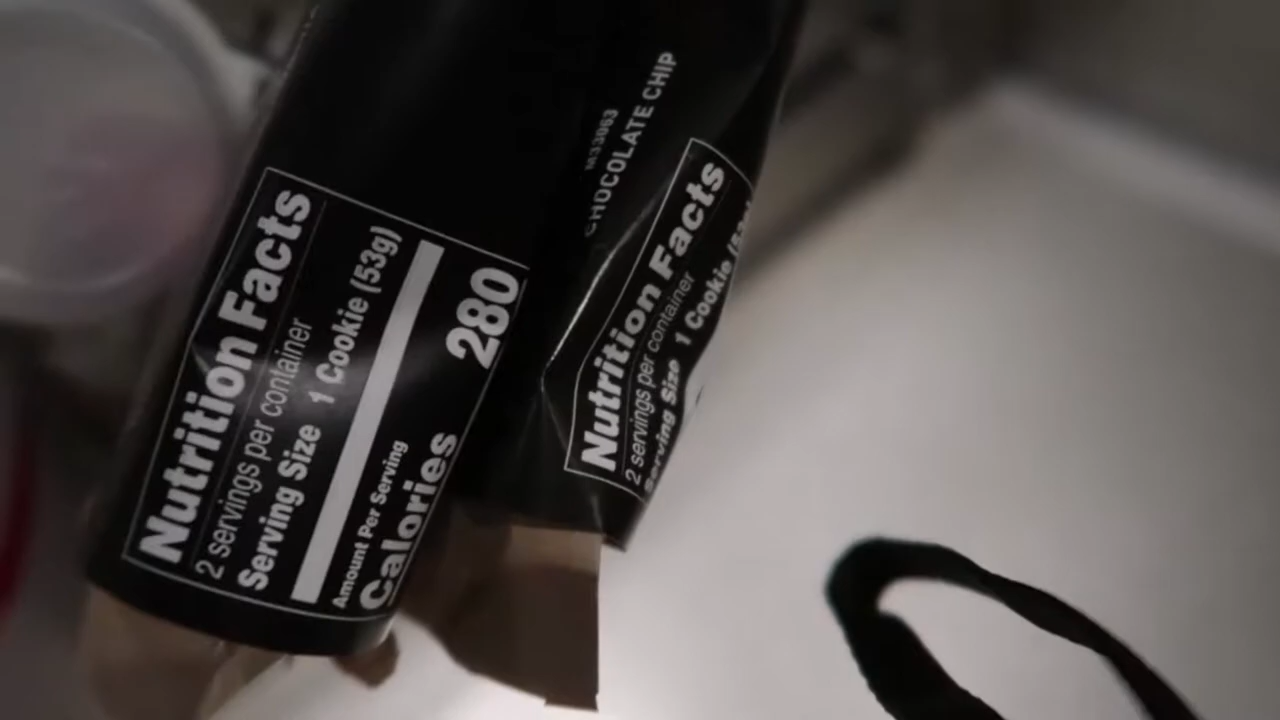 Nutrition Facts
2 servings per container
Serving Size 1 Cookie (53g)
Amount Per Serving
Calories 280
M33063
CHOCOLATE CHIP
Nutrition Facts
2 servings per container
Serving Size 1 Cookie